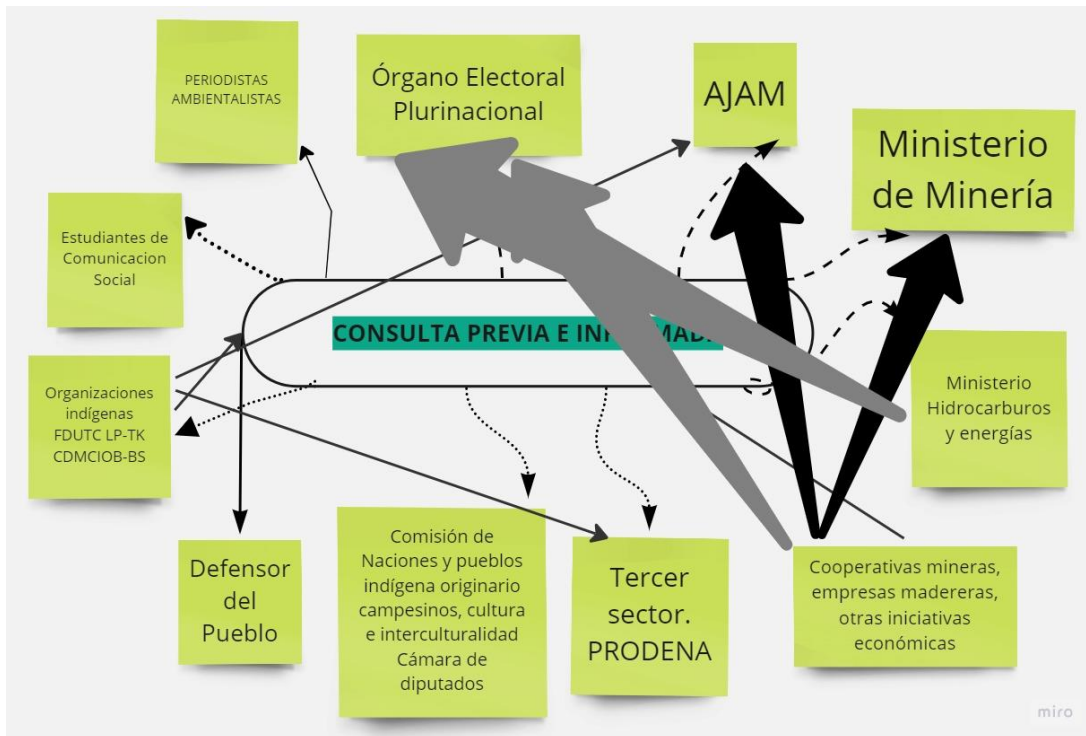 PERIODISTAS
AMBIENTALISTAS
Órgano Electoral
Plurinacional
AJAM
Ministerio
de Minería
Estudiantes de
Comunicacion
Social
CONSULTA PREVIA E
Organizaciones
indígenas
FDUTC LP-TK
CDMCIOB-BS
Ministerio
Hidrocarburos
y energías
Defensor
del
Pueblo
Comisión de
Naciones y pueblos
indígena originario
campesinos, cultura
e interculturalidad
Cámara de
diputados
Tercer
sector.
PRODENA
Cooperativas mineras,
empresas madereras,
otras iniciativas
económicas
miro